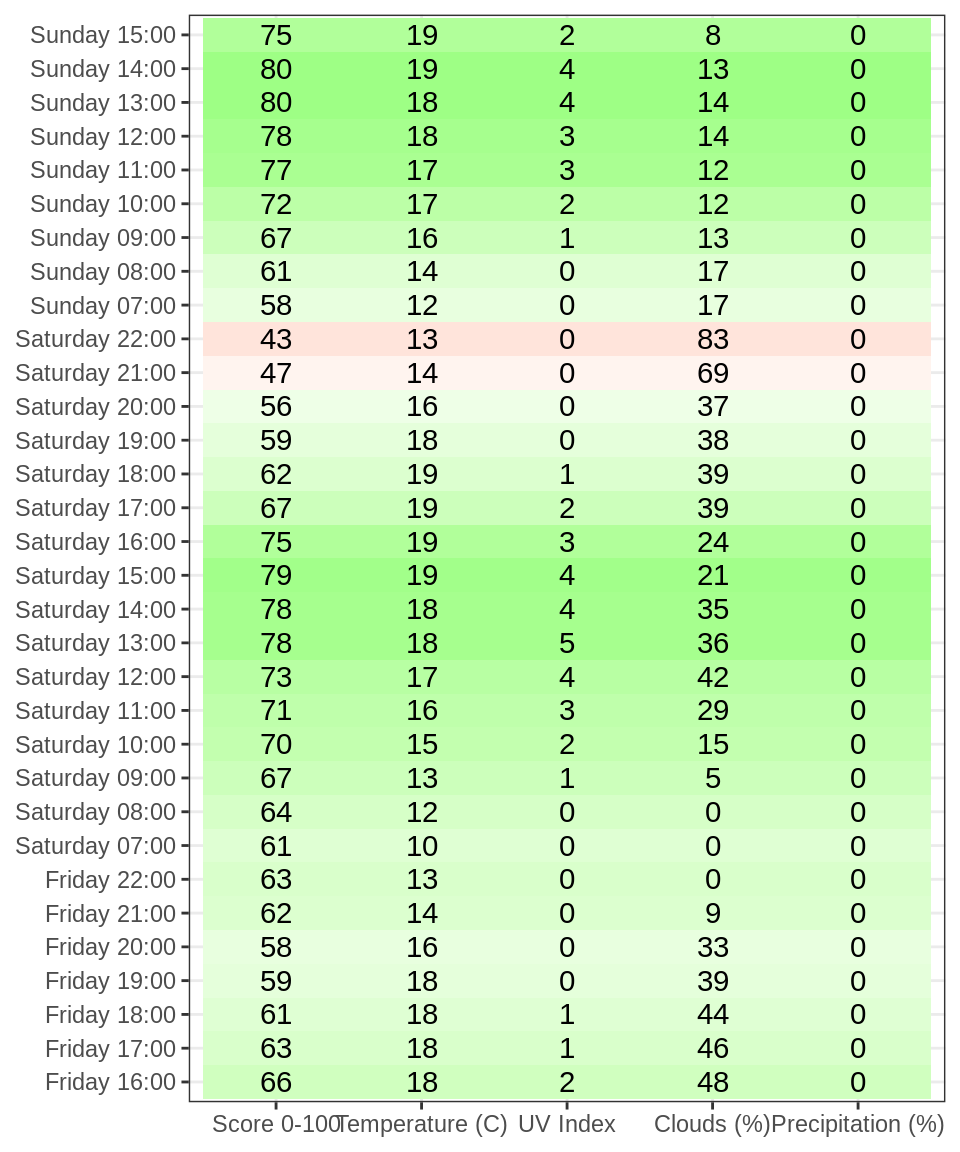 Sunday 15:00 75 19 2 8 0
Sunday 14:00 80 19 4 13 0
Sunday 13:00 80 18 4 14 0
Sunday 12:00 78 18 3 14 0
Sunday 11:00 77 17 3 12 0
Sunday 10:00 72 17 2 12 0
Sunday 09:00 67 16 1 13 0
Sunday 08:00 61 14 0 17 0
Sunday 07:00 58 12 0 17 0
Saturday 22:00 43 13 0 83 0
Saturday 21:00 47 14 0 69 0
Saturday 20:00 56 16 0 37 0
Saturday 19:00 59 18 0 38 0
Saturday 18:00 62 19 1 39 0
Saturday 17:00 67 19 2 39 0
Saturday 16:00 75 19 3 24 0
Saturday 15:00 79 19 4 21 0
Saturday 14:00 78 18 4 35 0
Saturday 13:00 78 18 5 36 0
Saturday 12:00 73 17 4 42 0
Saturday 11:00 71 16 3 29 0
Saturday 10:00 70 15 2 15 0
Saturday 09:00 67 13 1 5 0
Saturday 08:00 64 12 0 0 0
Saturday 07:00 61 10 0 0 0
Friday 22:00 63 13 0 0 0
Friday 21:00 62 14 0 9 0
Friday 20:00 58 16 0 33 0
Friday 19:00 59 18 0 39 0
Friday 18:00 61 18 1 44 0
Friday 17:00 63 18 1 46 0
Friday 16:00 66 18 2 48 0
Score 0-100 Temperature (C) UV Index Clouds (%) Precipitation (%)